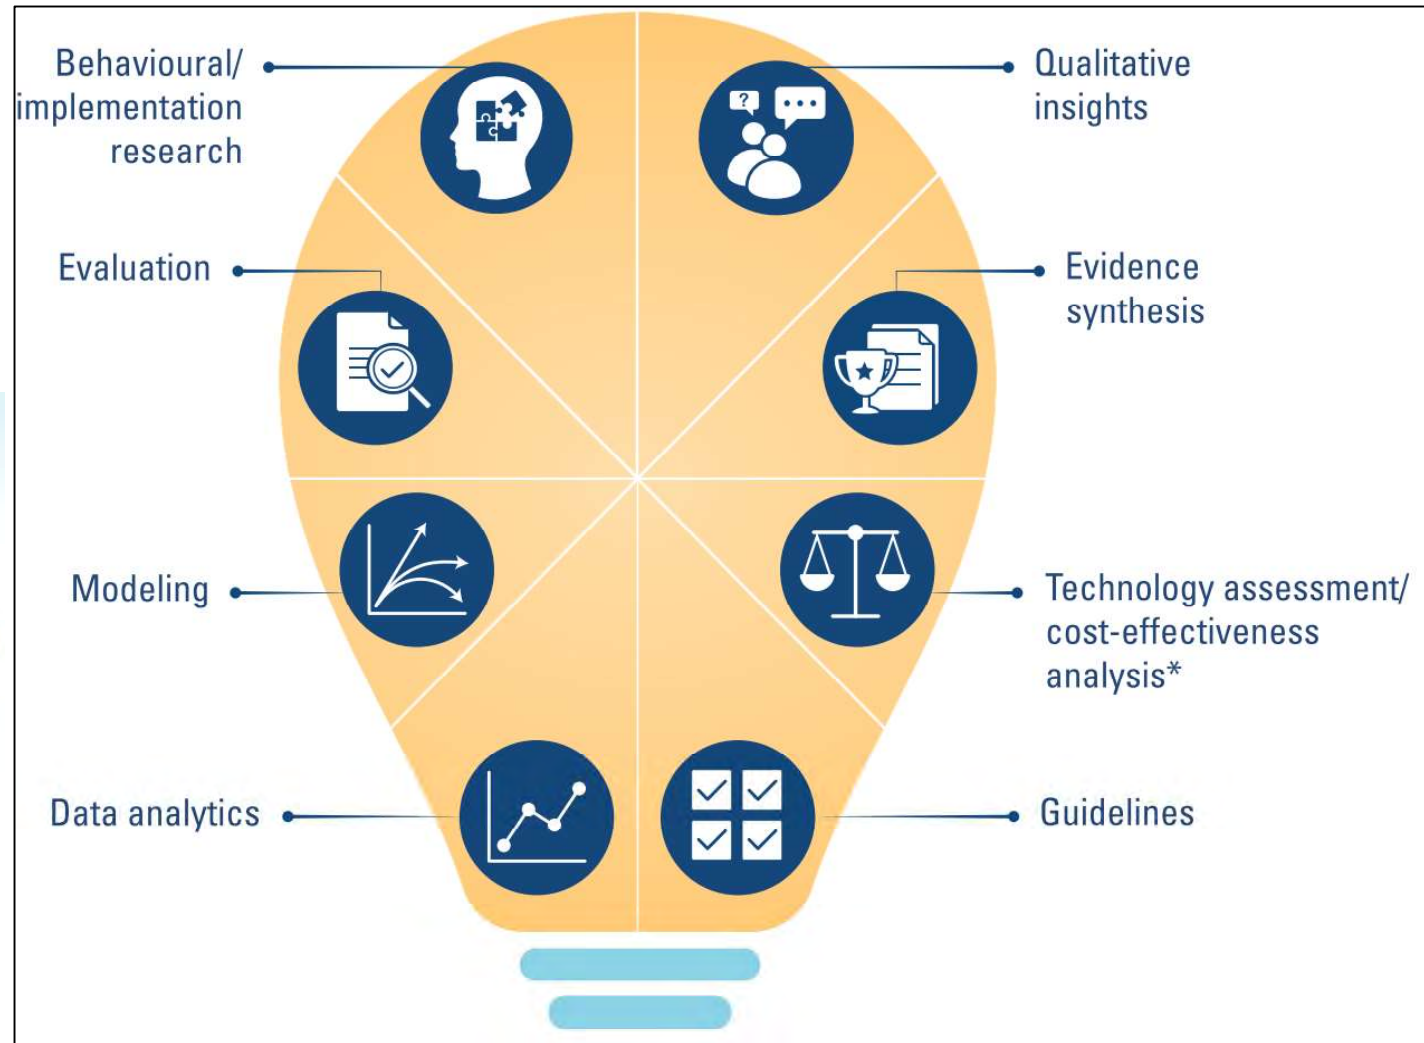 Behavioural/
implementation
research
Qualitative
insights
?
Evaluation
Evidence
synthesis
Modeling
Technology assessment/
cost-effectiveness
analysis*
Data analytics
Guidelines